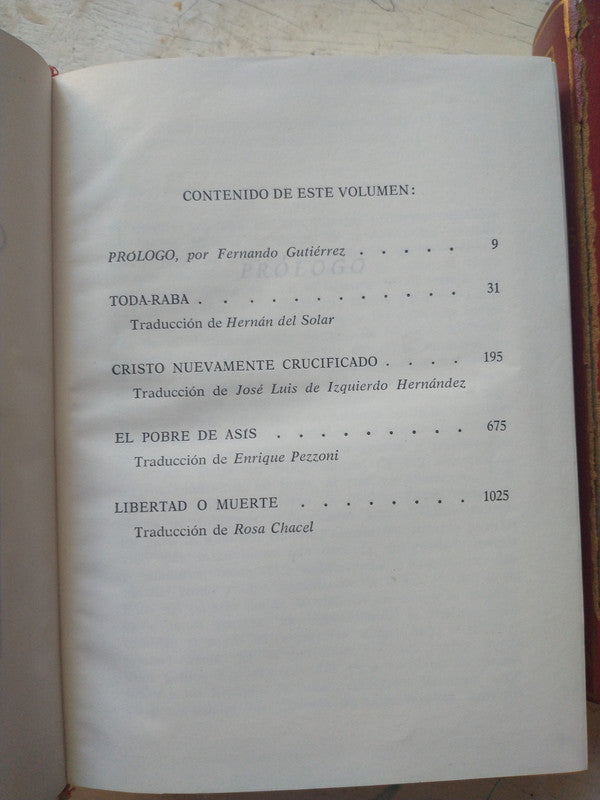 CONTENIDO DE ESTE VOLUMEN:
PRÓLOGO, por Fernando Gutiérrez . . . . . 9
PRÓLOGO
TODA-RABA . . . . . . . . . . . 31
Traducción de Hernán del Solar
CRISTO NUEVAMENTE CRUCIFICADO . . . . 195
Traducción de José Luis de Izquierdo Hernández
EL POBRE DE ASÍS . . . . . . . . . 675
Traducción de Enrique Pezzoni
LIBERTAD O MUERTE . . . . . . . . 1025
Traducción de Rosa Chacel